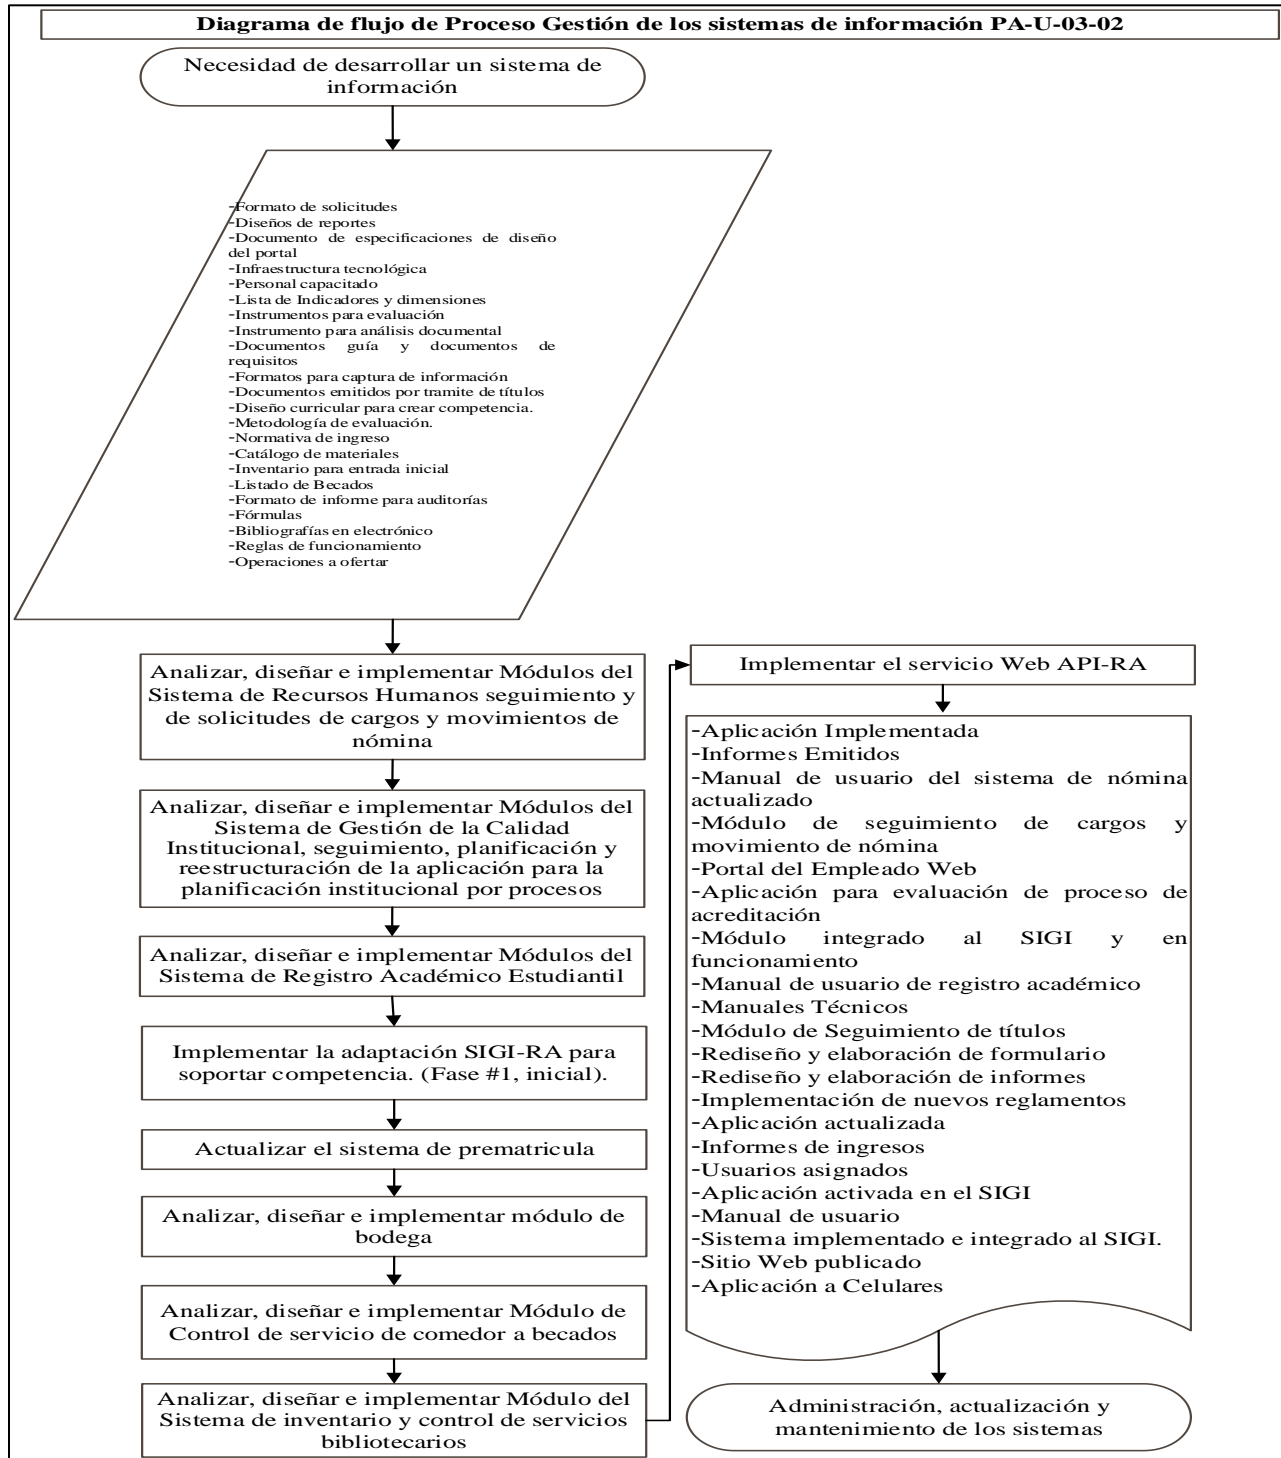 Diagrama de flujo de Proceso Gestión de los sistemas de información PA-U-03-02
Necesidad de desarrollar un sistema de
información
-Formato de solicitudes
-Diseños de reportes
-Documento de especificaciones de diseño
del portal
-Infraestructura tecnológica
-Personal capacitado
-Lista de Indicadores y dimensiones
-Instrumentos para evaluación
-Instrumento para análisis documental
-Documentos guía y documentos de
requisitos
-Formatos para captura de información
-Documentos emitidos por tramite de títulos
-Diseño curricular para crear competencia.
-Metodología de evaluación.
-Normativa de ingreso
-Catálogo de materiales
-Inventario para entrada inicial
-Listado de Becados
-Formato de informe para auditorías
-Fórmulas
-Bibliografías en electrónico
-Reglas de funcionamiento
-Operaciones a ofertar
Analizar, diseñar e implementar Módulos del
Sistema de Recursos Humanos seguimiento y
de solicitudes de cargos y movimientos de
nómina
Analizar, diseñar e implementar Módulos del
Sistema de Gestión de la Calidad
Institucional, seguimiento, planificación y
reestructuración de la aplicación para la
planificación institucional por procesos
Analizar, diseñar e implementar Módulos del
Sistema de Registro Académico Estudiantil
Implementar la adaptación SIGI-RA para
soportar competencia. (Fase #1, inicial).
Actualizar el sistema de prematricula
Analizar, diseñar e implementar módulo de
bodega
Analizar, diseñar e implementar Módulo de
Control de servicio de comedor a becados
Analizar, diseñar e implementar Módulo del
Sistema de inventario y control de servicios
bibliotecarios
Implementar el servicio Web API-RA
-Aplicación Implementada
-Informes Emitidos
-Manual de usuario del sistema de nómina
actualizado
-Módulo de seguimiento de cargos y
movimiento de nómina
-Portal del Empleado Web
-Aplicación para evaluación de proceso de
acreditación
-Módulo integrado al SIGI y en
funcionamiento
-Manual de usuario de registro académico
-Manuales Técnicos
-Módulo de Seguimiento de títulos
-Rediseño y elaboración de formulario
-Rediseño y elaboración de informes
-Implementación de nuevos reglamentos
-Aplicación actualizada
-Informes de ingresos
-Usuarios asignados
-Aplicación activada en el SIGI
-Manual de usuario
-Sistema implementado e integrado al SIGI.
-Sitio Web publicado
-Aplicación a Celulares
Administración, actualización y
mantenimiento de los sistemas